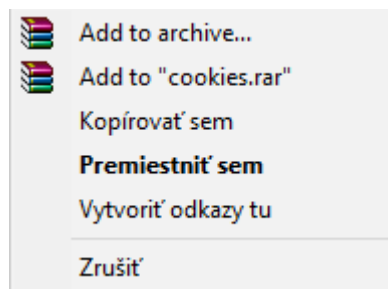 Add to archive...
Add to "cookies.rar"
Kopírovať sem
Premiestniť sem
Vytvoriť odkazy tu
Zrušiť